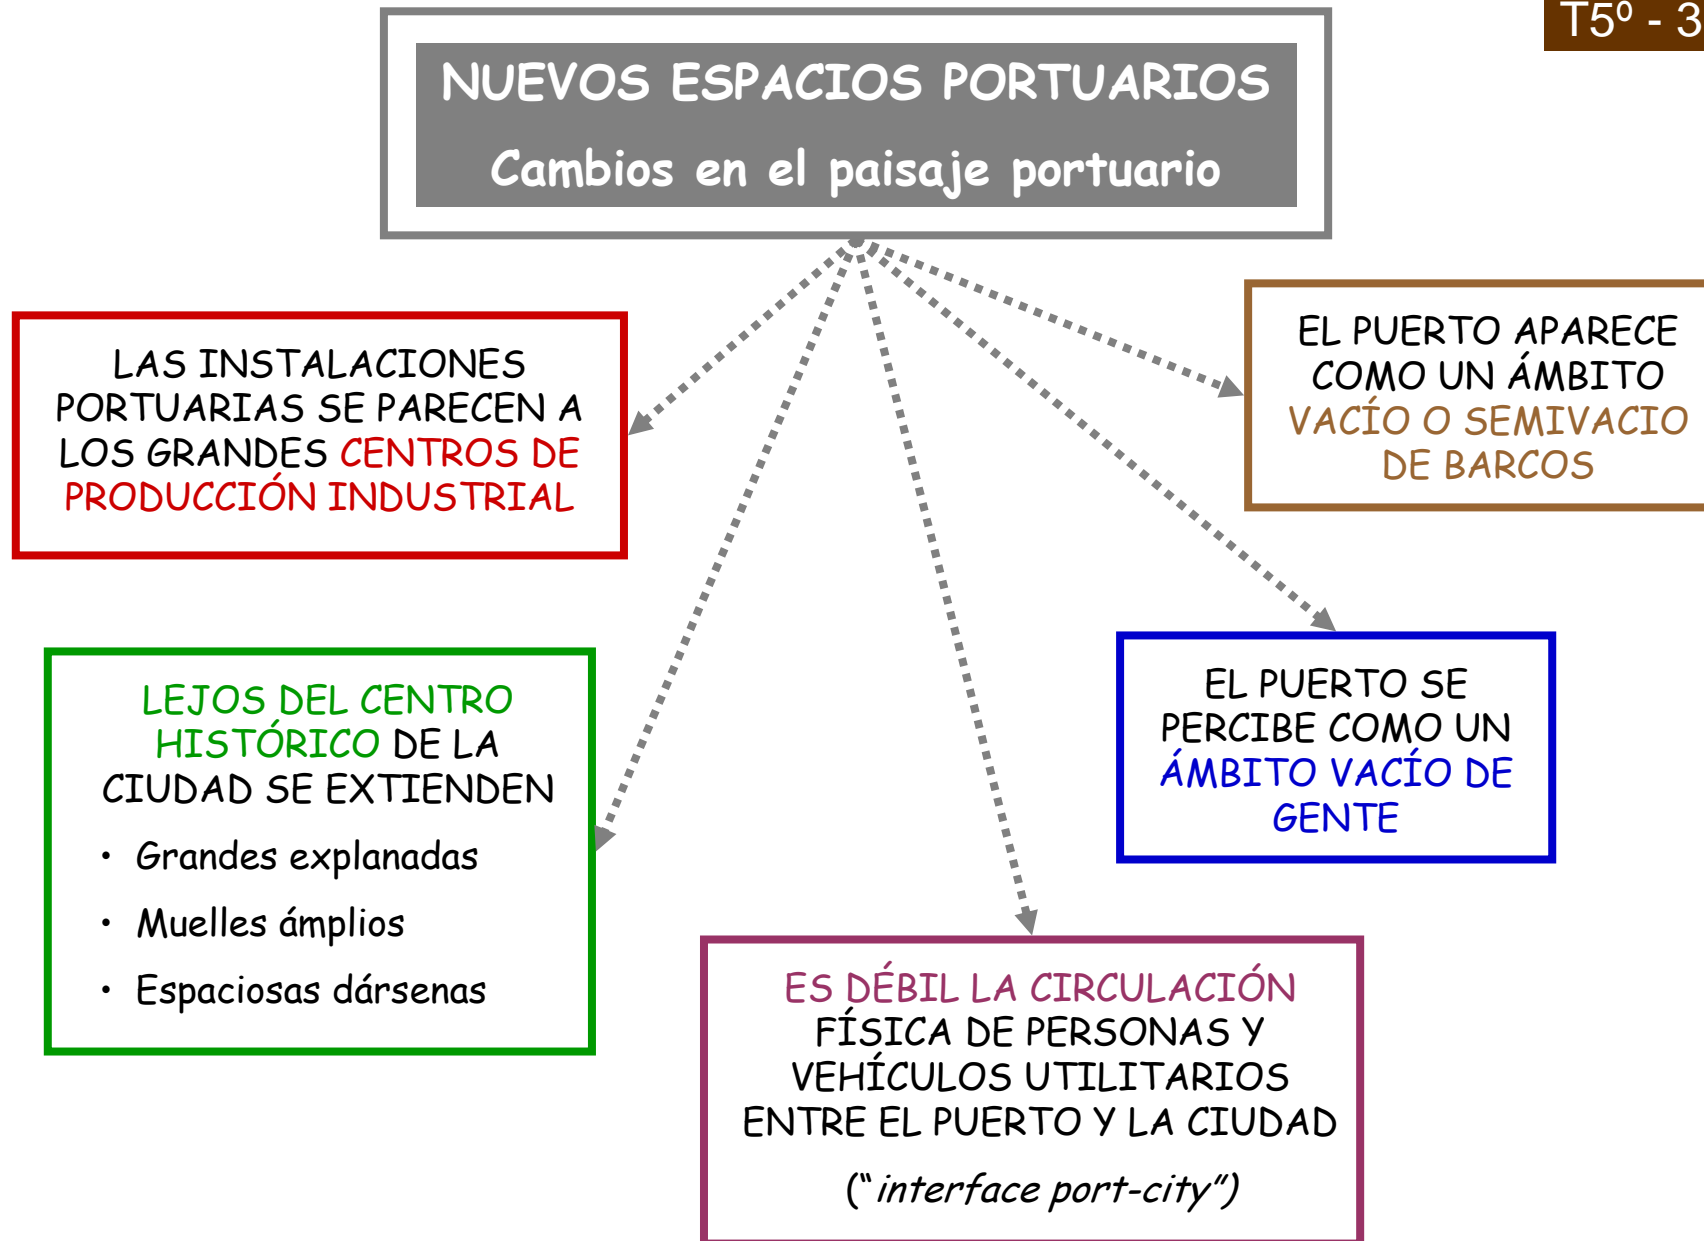 T5º - 3
NUEVOS ESPACIOS PORTUARIOS
Cambios en el paisaje portuario
LAS INSTALACIONES
PORTUARIAS SE PARECEN A
LOS GRANDES CENTROS DE
PRODUCCIÓN INDUSTRIAL
EL PUERTO APARECE
COMO UN ÁMBITO
VACÍO O SEMIVACIO
DE BARCOS
LEJOS DEL CENTRO
HISTÓRICO DE LA
CIUDAD SE EXTIENDEN
• Grandes explanadas
• Muelles ámplios
• Espaciosas dársenas
EL PUERTO SE
PERCIBE COMO UN
ÁMBITO VACÍO DE
GENTE
ES DÉBIL LA CIRCULACIÓN
FÍSICA DE PERSONAS Y
VEHÍCULOS UTILITARIOS
ENTRE EL PUERTO Y LA CIUDAD
(“interface port-city”)